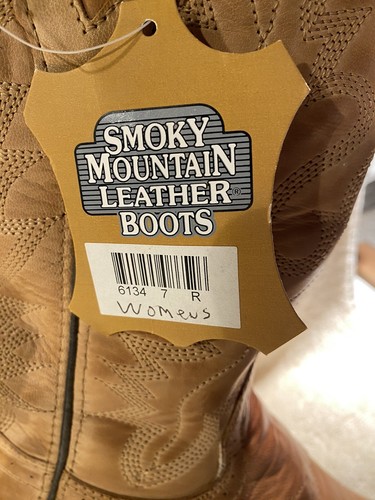 SMOKY
MOUNTAIN
LEATHER®
BOOTS
6134 7 R
Womens